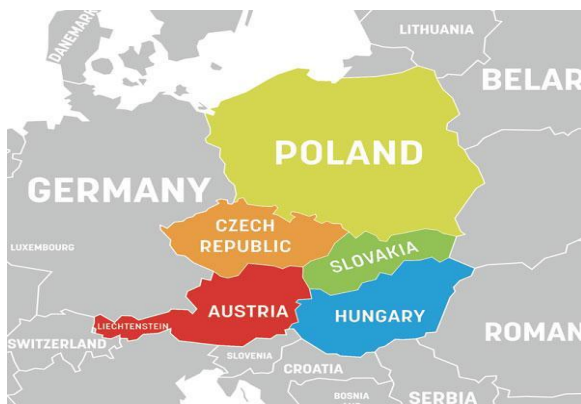 DANEMARK
LITHUANIA
BELAR
POLAND
GERMANY
CZECH
REPUBLIC
LUXEMBOURG
SLOVAKIA
AUSTRIA
HUNGARY
LIECHTENSTEIN
SWITZERLAND
ROMAN
SLOVENIA
CROATIA
BOSNIA
SERBIA